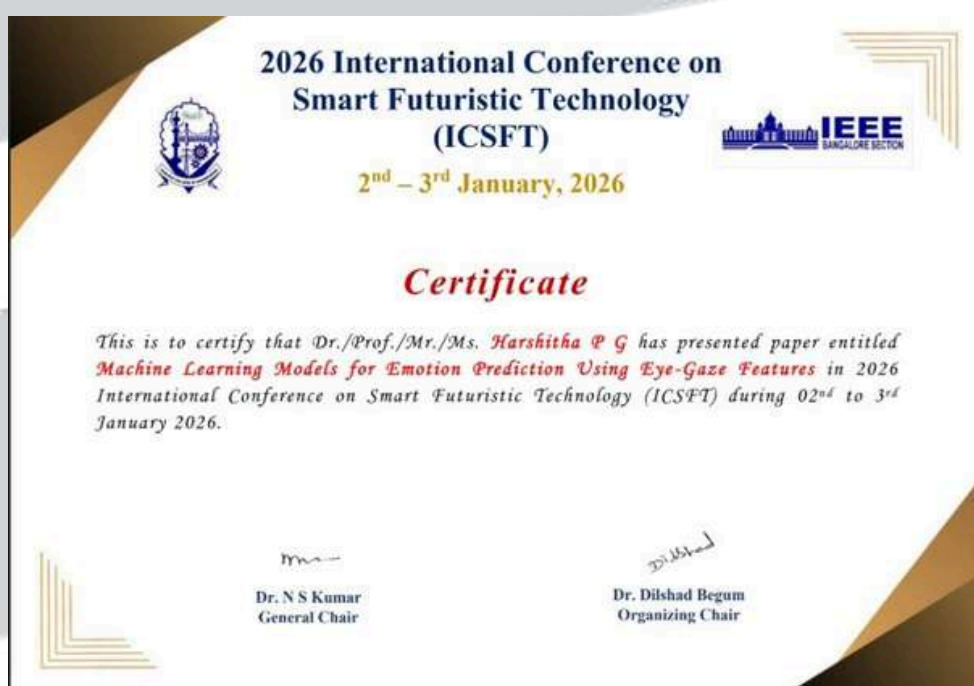 2026 International Conference on
Smart Futuristic Technology
(ICSFT)
IEEE
BANGALORE SECTION
2nd – 3rd January, 2026
Certificate
This is to certify that Dr./Prof./Mr./Ms. Harshitha P G has presented paper entitled
Machine Learning Models for Emotion Prediction Using Eye-Gaze Features in 2026
International Conference on Smart Futuristic Technology (ICSFT) during 02nd to 3rd
January 2026.
Dilshad
Dr. N S Kumar
General Chair
Dr. Dilshad Begum
Organizing Chair